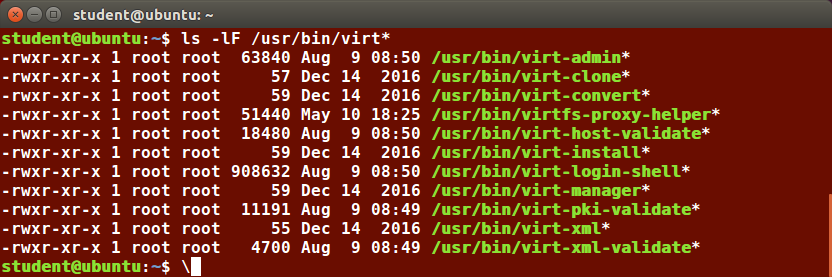 student@ubuntu: ~
student@ubuntu:~$ ls -lF /usr/bin/virt*
-rwxr-xr-x 1 root root  63840 Aug  9 08:50 /usr/bin/virt-admin*
-rwxr-xr-x 1 root root     57 Dec 14  2016 /usr/bin/virt-clone*
-rwxr-xr-x 1 root root     59 Dec 14  2016 /usr/bin/virt-convert*
-rwxr-xr-x 1 root root  51440 May 10 18:25 /usr/bin/virtfs-proxy-helper*
-rwxr-xr-x 1 root root  18480 Aug  9 08:50 /usr/bin/virt-host-validate*
-rwxr-xr-x 1 root root     59 Dec 14  2016 /usr/bin/virt-install*
-rwxr-xr-x 1 root root 908632 Aug  9 08:50 /usr/bin/virt-login-shell*
-rwxr-xr-x 1 root root     59 Dec 14  2016 /usr/bin/virt-manager*
-rwxr-xr-x 1 root root  11191 Aug  9 08:49 /usr/bin/virt-pki-validate*
-rwxr-xr-x 1 root root     55 Dec 14  2016 /usr/bin/virt-xml*
-rwxr-xr-x 1 root root   4700 Aug  9 08:49 /usr/bin/virt-xml-validate*
student@ubuntu:~$ \